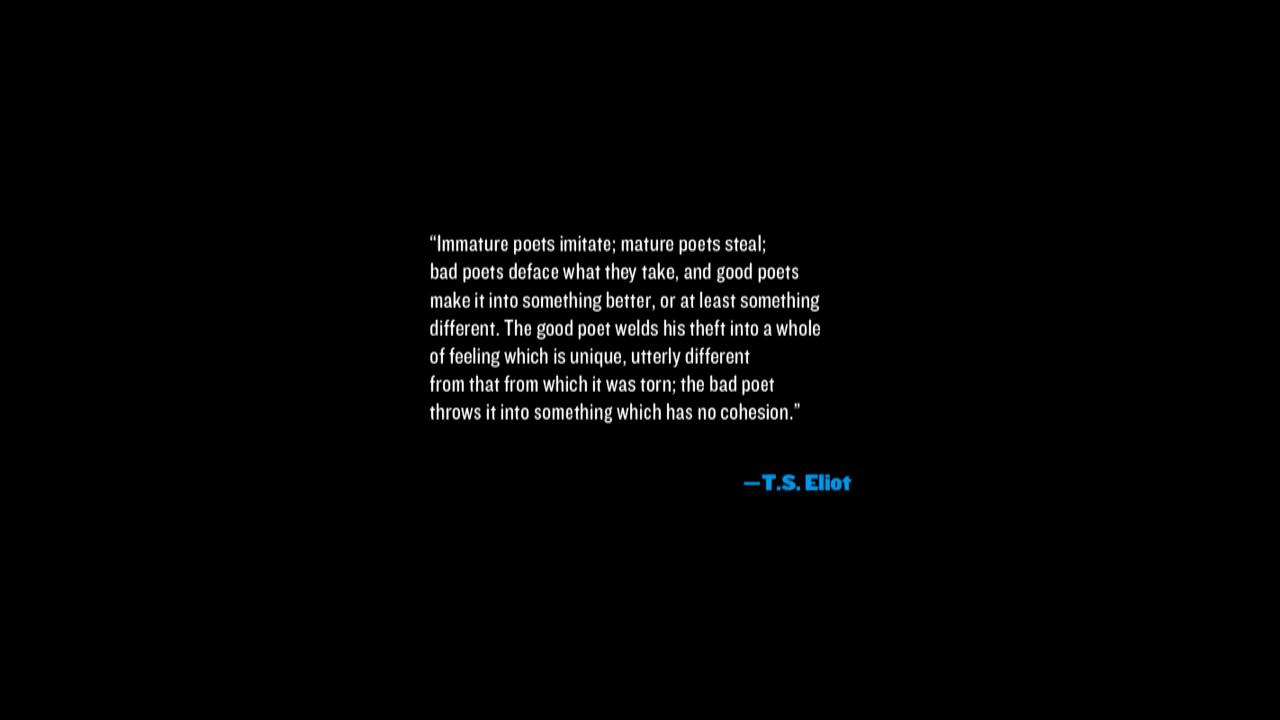 “Immature poets imitate; mature poets steal;
bad poets deface what they take, and good poets
make it into something better, or at least something
different. The good poet welds his theft into a whole
of feeling which is unique, utterly different
from that from which it was torn; the bad poet
throws it into something which has no cohesion.”
—T.S. Eliot